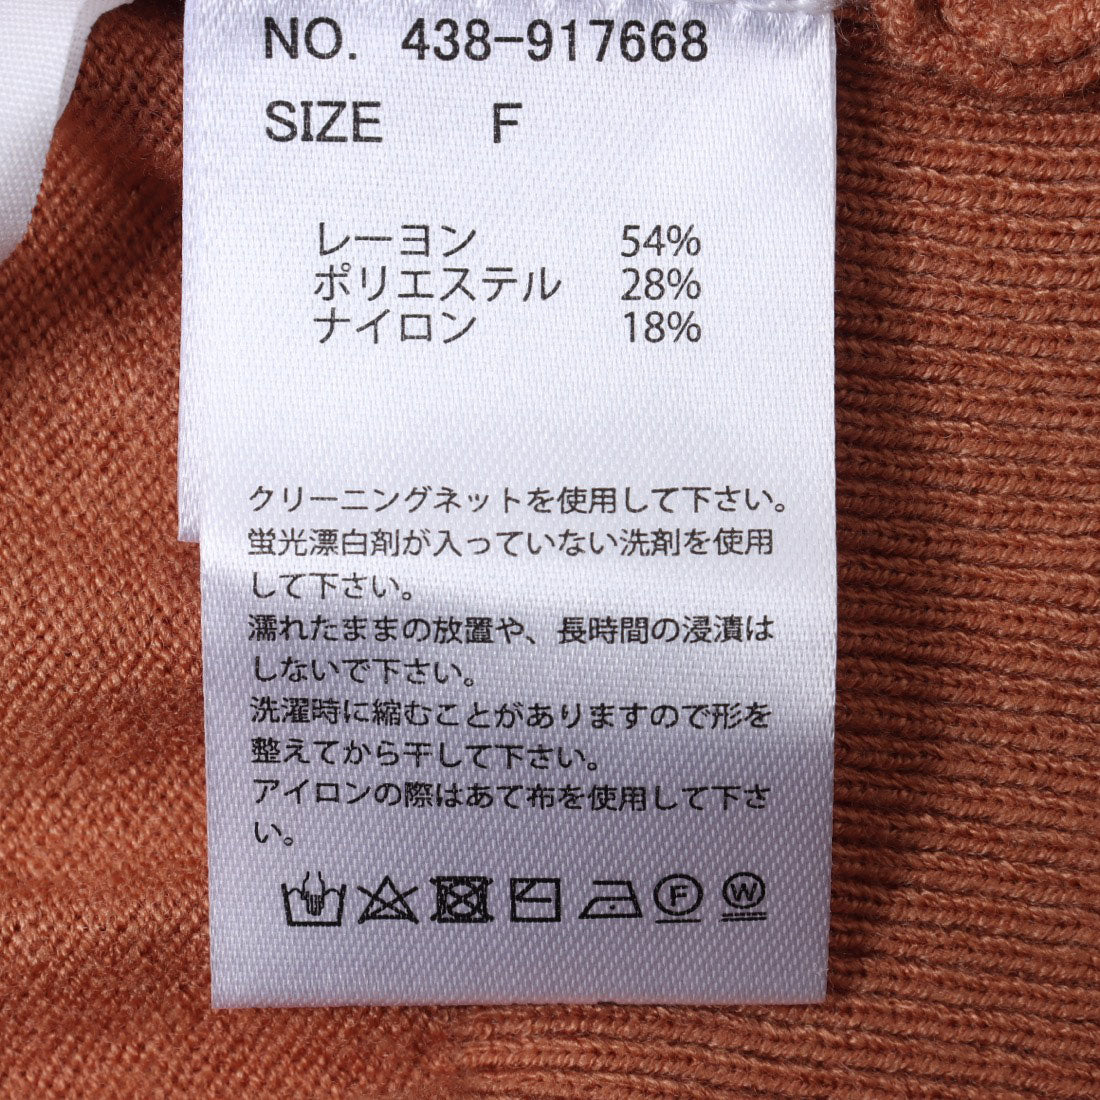 NO. 438-917668
SIZE F
レーヨン 54%
ポリエステル 28%
ナイロン 18%
クリーニングネットを使用して下さい。
蛍光漂白剤が入っていない洗剤を使用
して下さい。
濡れたままの放置や、長時間の浸漬は
しないで下さい。
洗濯時に縮むことがありますので形を
整えてから干して下さい。
アイロンの際はあて布を使用して下さ
い。
F W